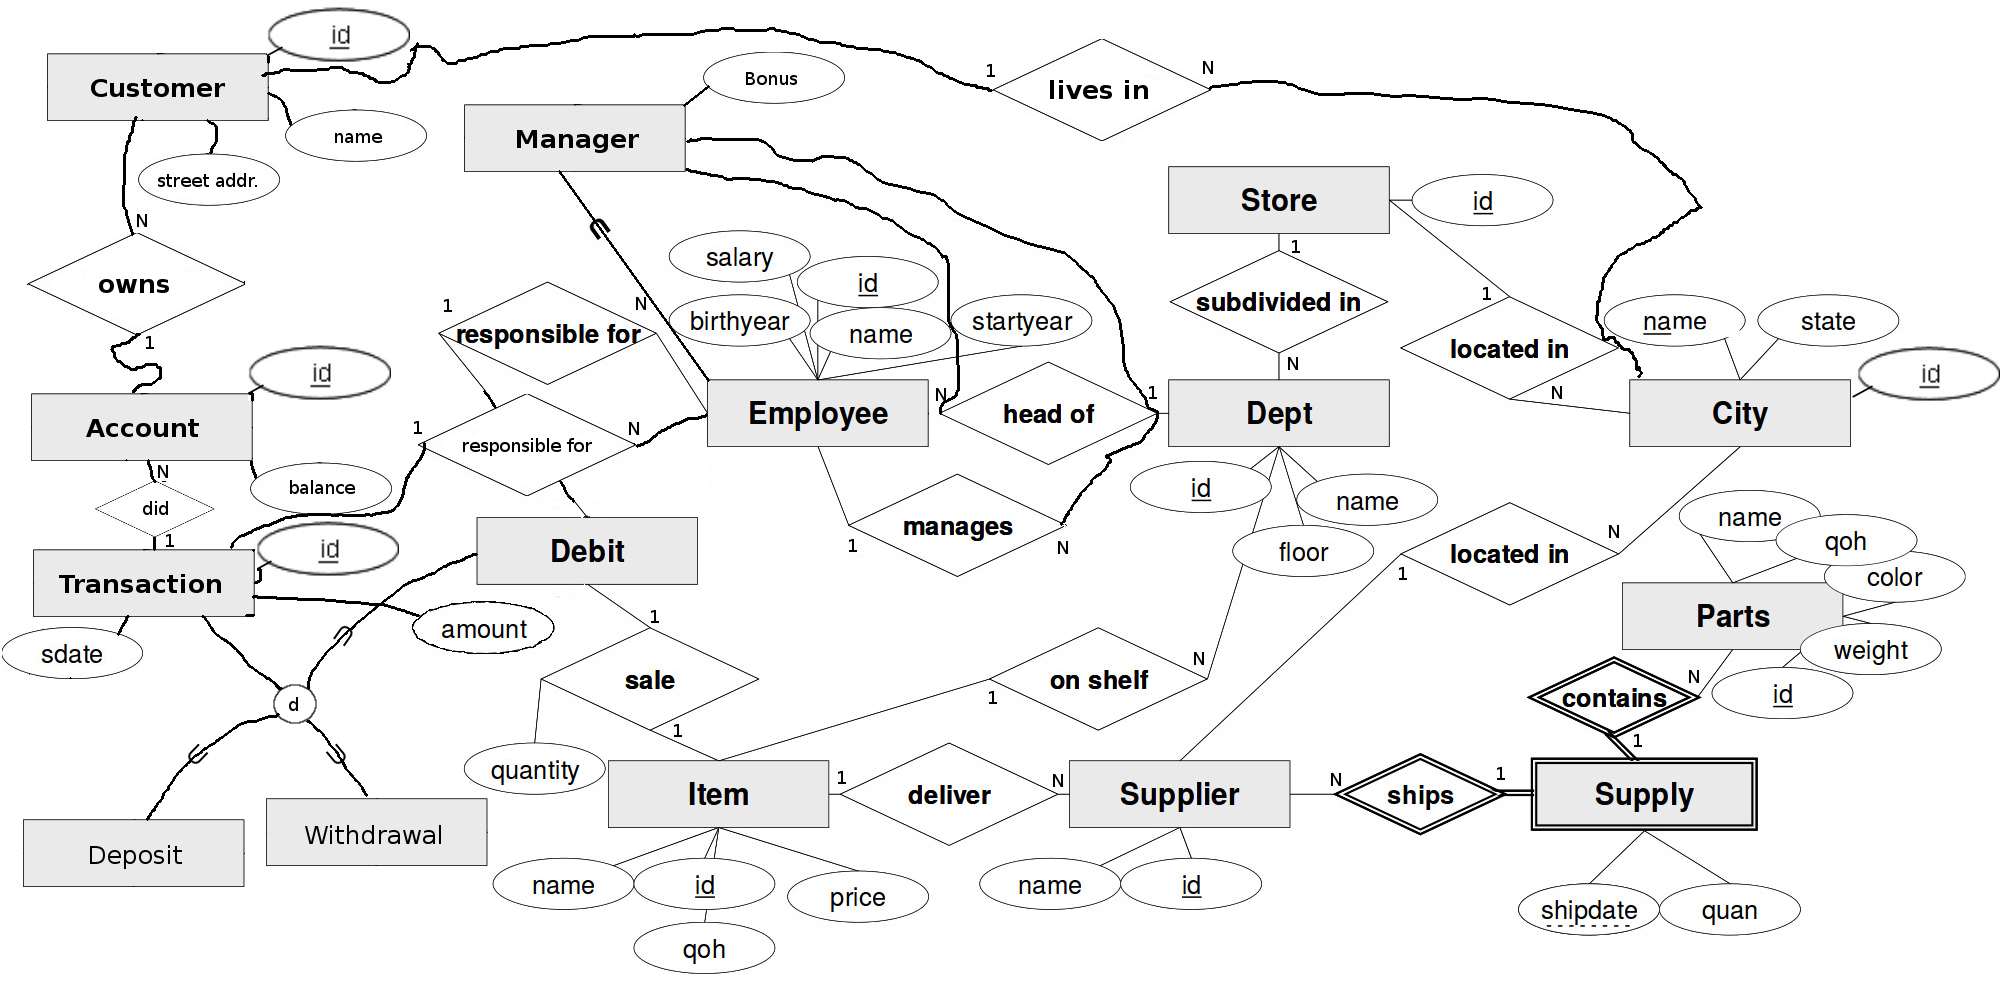 id
Customer
name
street addr.
N
owns
1
Account
id
balance
N
did
1
Transaction
id
sdate
amount
d
Deposit
Withdrawal
Manager
Bonus
1
lives in
N
1
responsible for
N
1
responsible for
N
Debit
1
sale
1
quantity
salary
id
birthyear
name
startyear
Employee
N
head of
1
1
manages
N
Store
id
1
subdivided in
N
Dept
id
name
floor
1
located in
N
name
state
City
id
1
located in
N
1
on shelf
N
name
qoh
color
Parts
weight
id
N
contains
1
Item
name
id
price
qoh
1
deliver
N
Supplier
name
id
N
ships
1
Supply
shipdate
quan